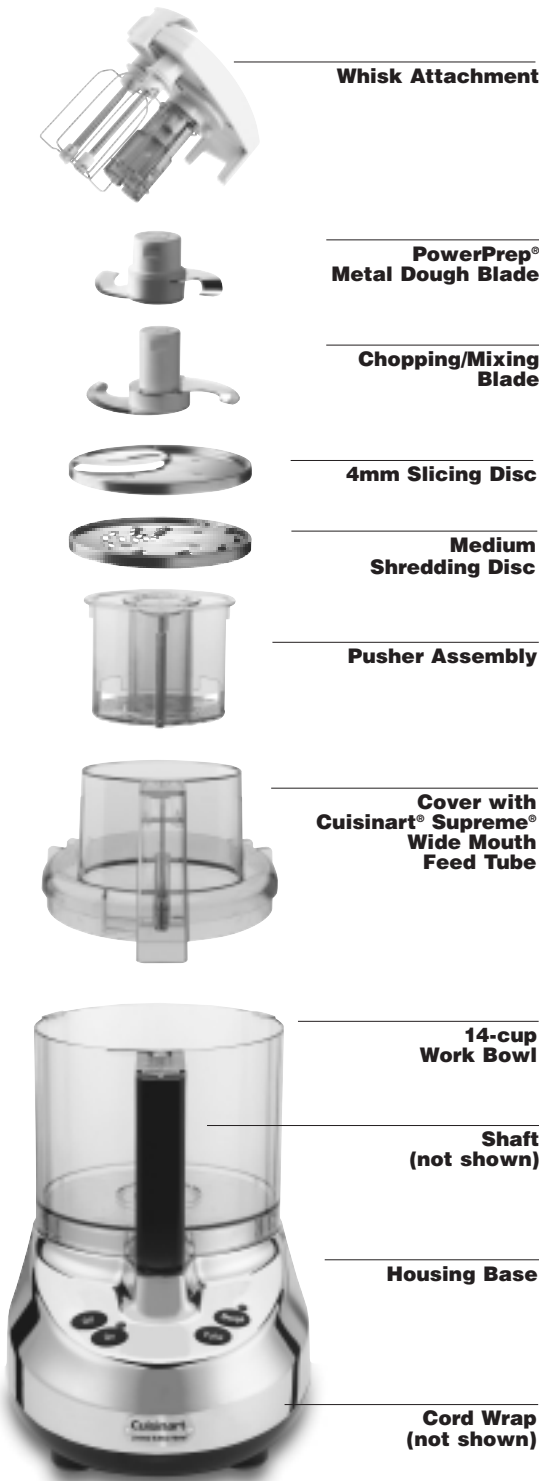 Whisk Attachment
PowerPrep®
Metal Dough Blade
Chopping/Mixing
Blade
4mm Slicing Disc
Medium
Shredding Disc
Pusher Assembly
Cover with
Cuisinart® Supreme®
Wide Mouth
Feed Tube
14-cup
Work Bowl
Shaft
(not shown)
Housing Base
Cord Wrap
(not shown)
Cuisinart